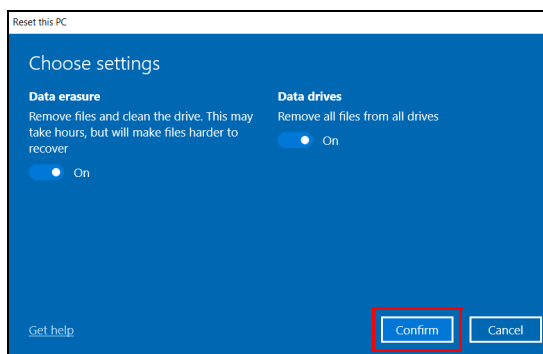 Reset this PC
Choose settings
Data erasure
Remove files and clean the drive. This may
take hours, but will make files harder to
recover
On
Data drives
Remove all files from all drives
On
Get help
Confirm
Cancel